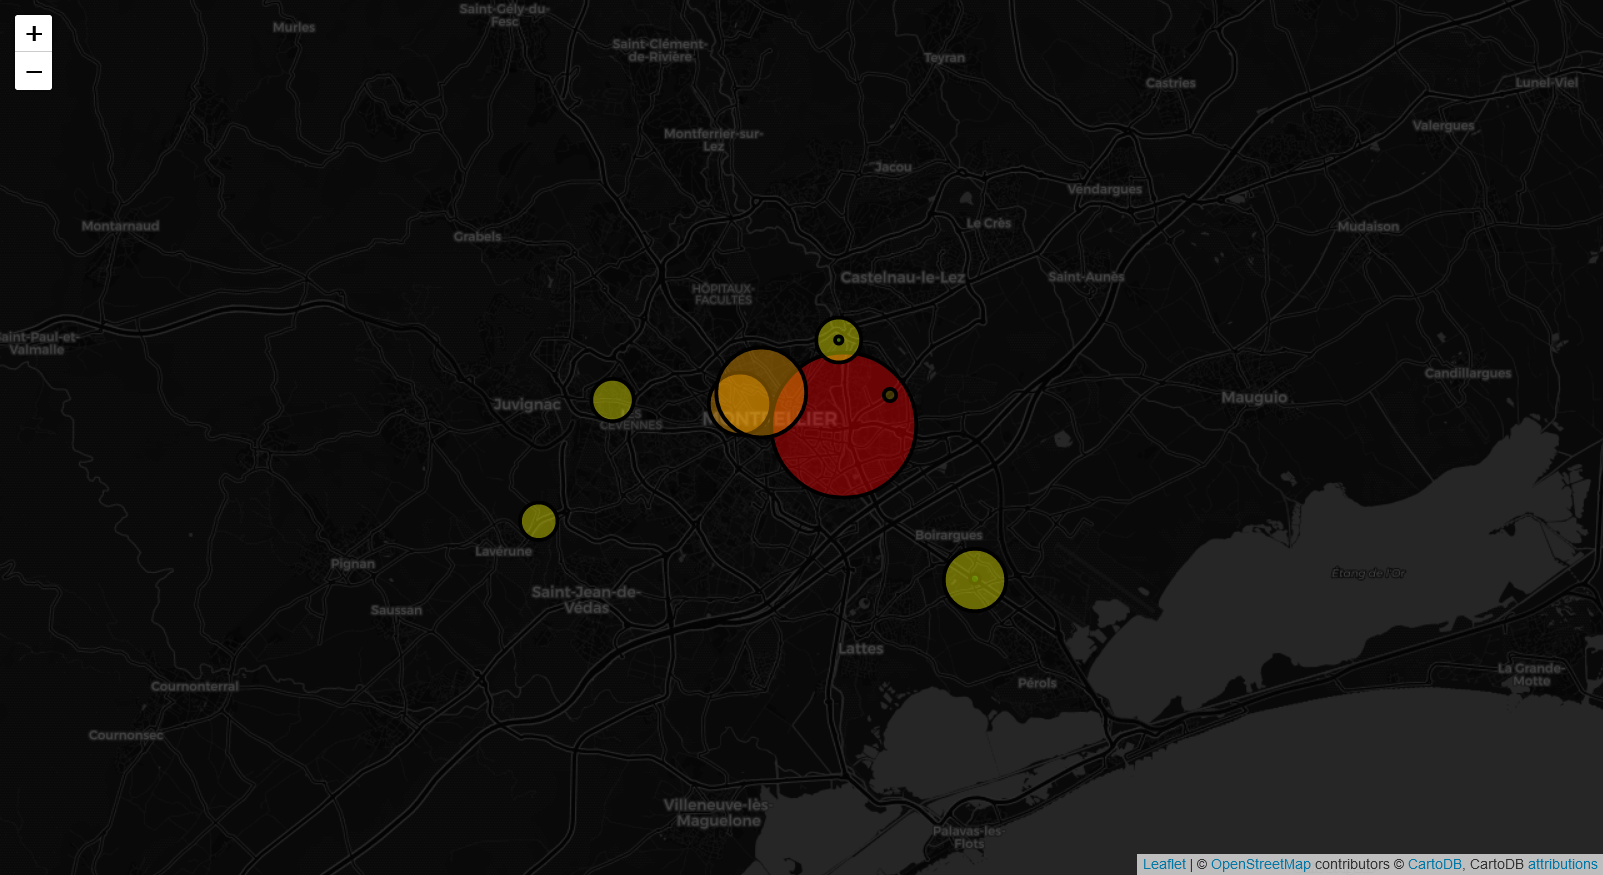 +
−
Saint-Gély-du-
Fesc
Murles
Saint-Clément-
de-Rivière
Teyran
Castries
Lunel-Viel
Valergues
Montferrier-sur-
Lez
Jacou
Vendargues
Montarnaud
Grabels
Le Crès
Mudaison
Castelnau-le-Lez
Saint-Aunès
HÔPITAUX-
FACULTÉS
aint-Paul-et-
Valmalle
Candillargues
Mauguio
Juvignac
MONTPELLIER
CÉVENNES
Boirargues
Lavérune
Pignan
Étang de l'Or
Saint-Jean-de-
Védas
Saussan
Lattes
La Grande-
Motte
Pérols
Cournonterral
Cournonsec
Villeneuve-lès-
Maguelone
Palavas-les-
Flots
Leaflet | © OpenStreetMap contributors © CartoDB, CartoDB attributions